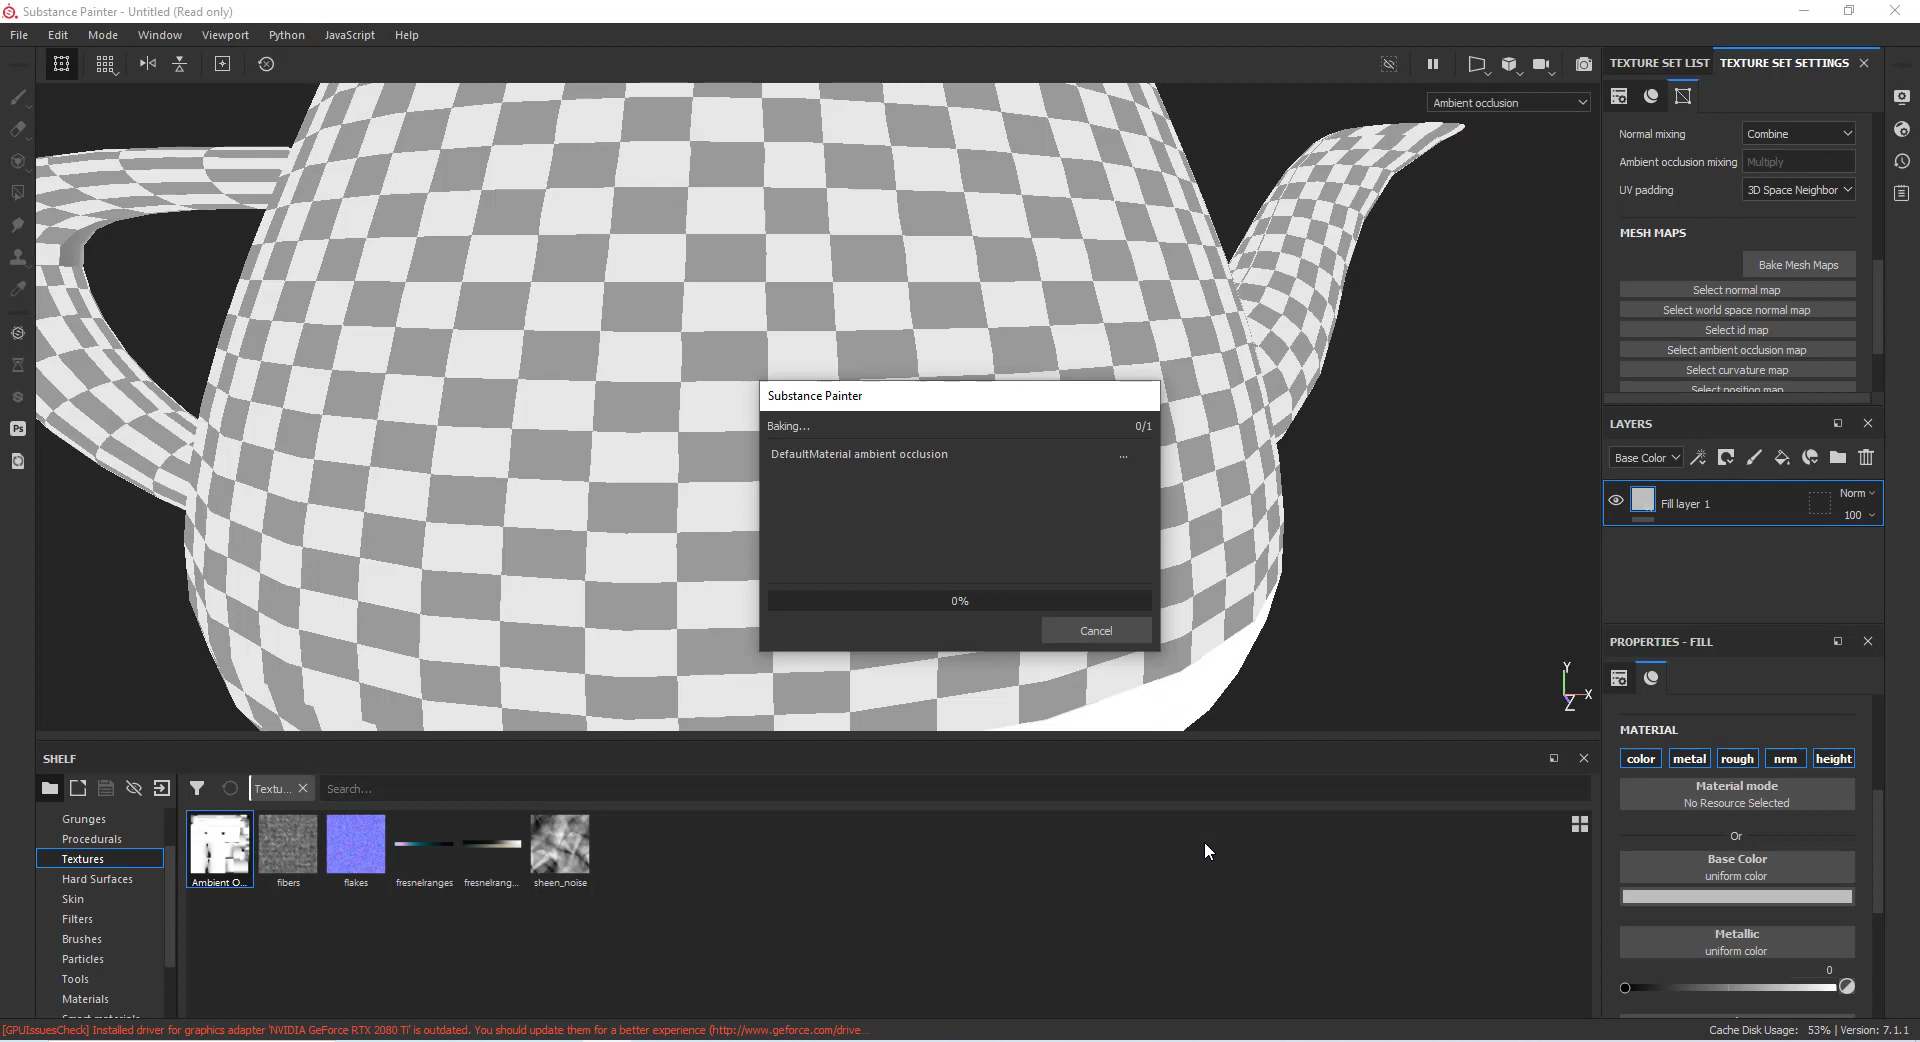 Substance Painter - Untitled (Read only)
File Edit Mode Window Viewport Python JavaScript Help
TEXTURE SET LIST TEXTURE SET SETTINGS
Ambient occlusion
Normal mixing Combine
Ambient occlusion mixing Multiply
UV padding 3D Space Neighbor
MESH MAPS
Bake Mesh Maps
Select normal map
Select world space normal map
Select id map
Select ambient occlusion map
Select curvature map
Select position map
Substance Painter
Baking... 0/1
DefaultMaterial ambient occlusion ...
0%
Cancel
Ps
LAYERS
Base Color
Fill layer 1 Norm
100
PROPERTIES - FILL
Y
X
Z
MATERIAL
color metal rough nrm height
Material mode
No Resource Selected
Or
Base Color
uniform color
Metallic
uniform color
0
SHELF
Textu... Search...
Grunges
Procedurals
Textures
Hard Surfaces
Skin
Filters
Brushes
Particles
Tools
Materials
Smart materials
Ambient O... fibers flakes fresnelranges fresnelrang... sheen_noise
[GPUIssuesCheck] Installed driver for graphics adapter 'NVIDIA GeForce RTX 2080 Ti' is outdated. You should update them for a better experience (http://www.geforce.com/drive...
Cache Disk Usage: 53% | Version: 7.1.1